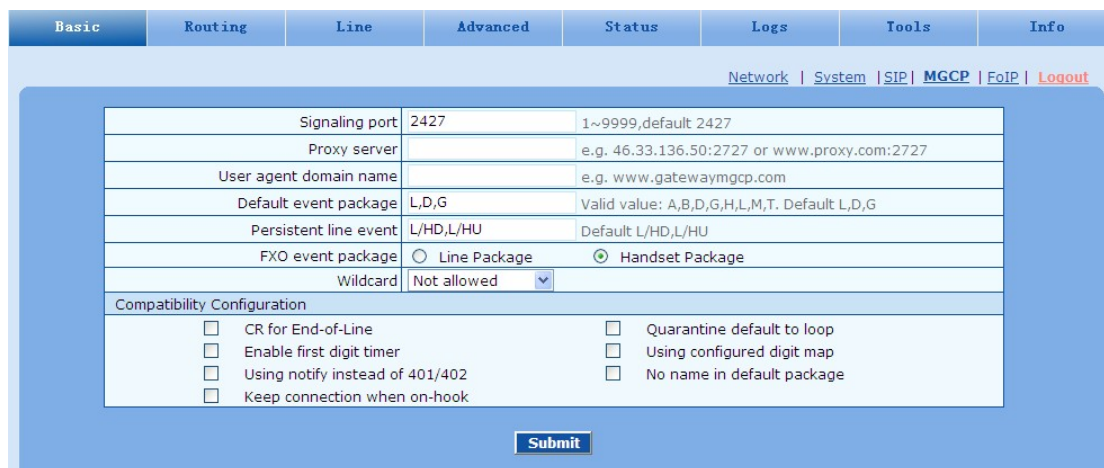 Basic Routing Line Advanced Status Logs Tools Info
Network | System | SIP | MGCP | FoIP | Logout
Signaling port 2427 1~9999,default 2427
Proxy server e.g. 46.33.136.50:2727 or www.proxy.com:2727
User agent domain name e.g. www.gatewaymgcp.com
Default event package L,D,G Valid value: A,B,D,G,H,L,M,T. Default L,D,G
Persistent line event L/HD,L/HU Default L/HD,L/HU
FXO event package Line Package Handset Package
Wildcard Not allowed
Compatibility Configuration
CR for End-of-Line Quarantine default to loop
Enable first digit timer Using configured digit map
Using notify instead of 401/402 No name in default package
Keep connection when on-hook
Submit